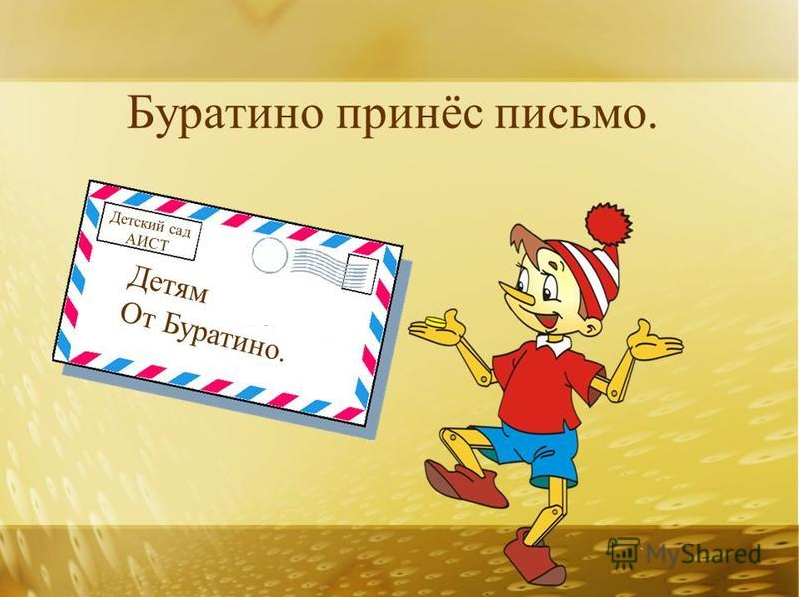 Буратино принёс письмо.
Детский сад
АИСТ
Детям
От Буратино.
MyShared